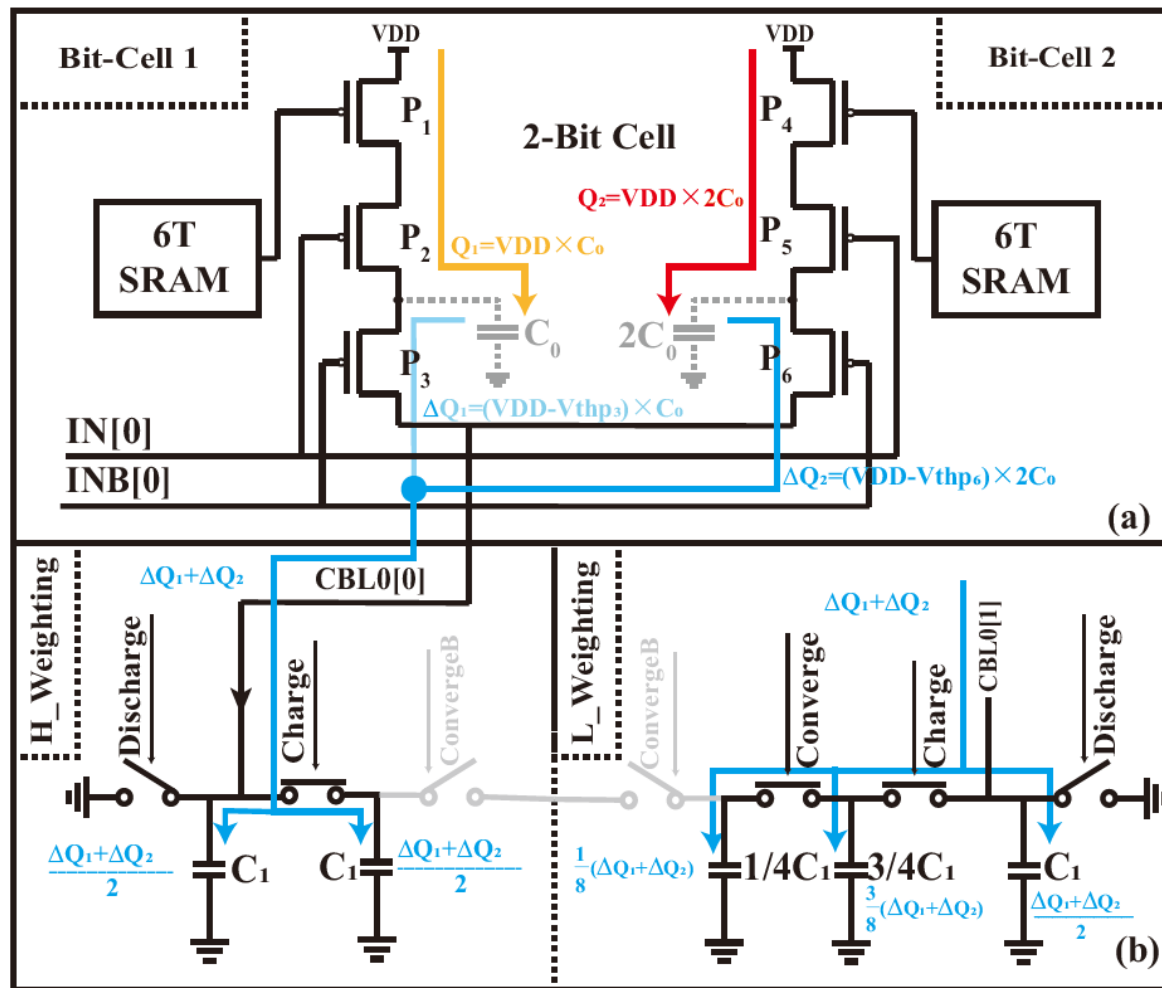 Bit-Cell 1
VDD
VDD
Bit-Cell 2
P₁
P₄
2-Bit Cell
Q₂=VDD×2C₀
6T
SRAM
P₂
Q₁=VDD×C₀
P₅
6T
SRAM
C₀
2C₀
P₃
P₆
ΔQ₁=(VDD-Vthp₃)×C₀
IN[0]
INB[0]
ΔQ₂=(VDD-Vthp₆)×2C₀
(a)
H_Weighting
ΔQ₁+ΔQ₂
CBL0[0]
Discharge
Charge
ConvergeB
L_Weighting
ΔQ₁+ΔQ₂
ConvergeB
Converge
Charge
CBL0[1]
Discharge
ΔQ₁+ΔQ₂
2
C₁
C₁
ΔQ₁+ΔQ₂
2
1/8(ΔQ₁+ΔQ₂)
1/4C₁
3/4C₁
3/8(ΔQ₁+ΔQ₂)
C₁
ΔQ₁+ΔQ₂
2
(b)